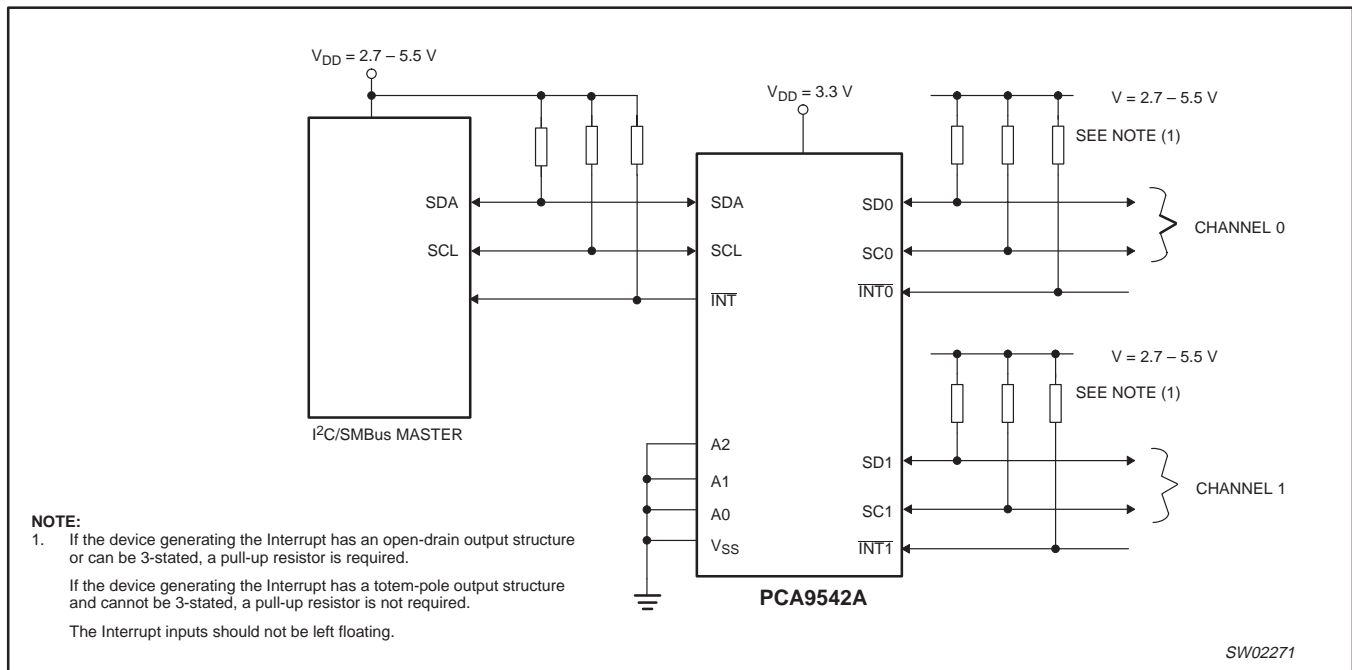 V_DD = 2.7 – 5.5 V
V_DD = 3.3 V
V = 2.7 – 5.5 V
SEE NOTE (1)
SDA
SCL
SDA
SCL
INT
SD0
SC0
INT0
CHANNEL 0
V = 2.7 – 5.5 V
SEE NOTE (1)
I²C/SMBus MASTER
A2
A1
A0
V_SS
SD1
SC1
INT1
CHANNEL 1
PCA9542A
NOTE:
1. If the device generating the Interrupt has an open-drain output structure
or can be 3-stated, a pull-up resistor is required.
If the device generating the Interrupt has a totem-pole output structure
and cannot be 3-stated, a pull-up resistor is not required.
The Interrupt inputs should not be left floating.
SW02271